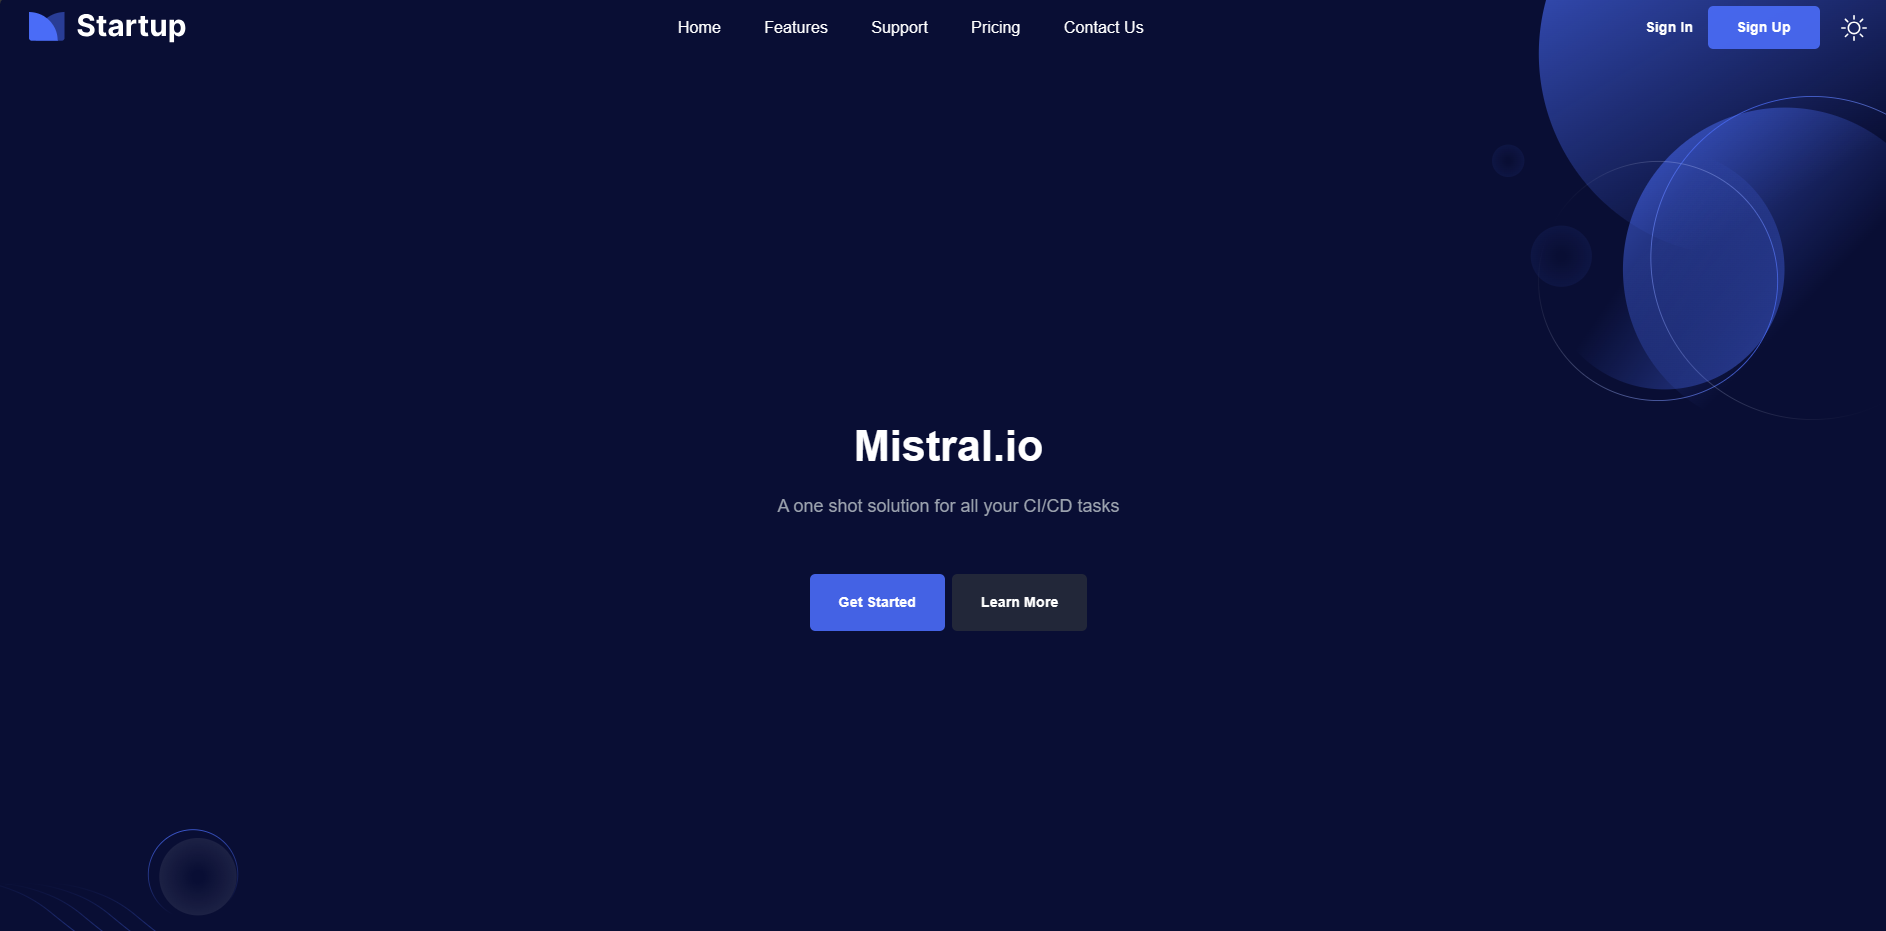 Startup Home Features Support Pricing Contact Us Sign In Sign Up
Mistral.io
A one shot solution for all your CI/CD tasks
Get Started Learn More